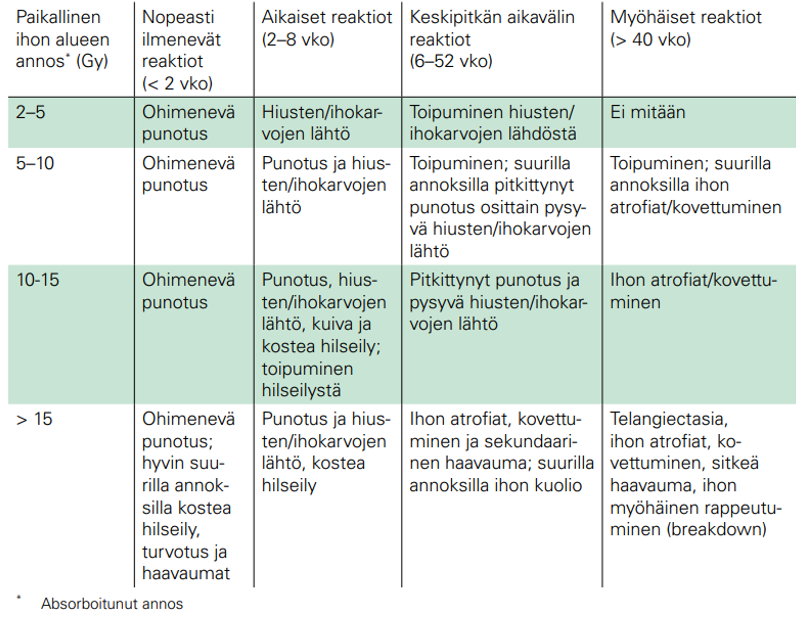 Paikallinen
ihon alueen
annos* (Gy)
Nopeasti
ilmenevät
reaktiot
(< 2 vko)
Aikaiset reaktiot
(2–8 vko)
Keskipitkän aikavälin
reaktiot
(6–52 vko)
Myöhäiset reaktiot
(> 40 vko)
2–5
Ohimenevä
punotus
Hiusten/ihokar-
vojen lähtö
Toipuminen hiusten/
ihokarvojen lähdöstä
Ei mitään
5–10
Ohimenevä
punotus
Punotus ja hius-
ten/ihokarvojen
lähtö
Toipuminen; suurilla
annoksilla pitkittynyt
punotus osittain pysy-
vä hiusten/ihokarvojen
lähtö
Toipuminen; suurilla
annoksilla ihon
atrofiat/kovettuminen
10-15
Ohimenevä
punotus
Punotus, hius-
ten/ihokarvojen
lähtö, kuiva ja
kostea hilseily;
toipuminen
hilseilystä
Pitkittynyt punotus ja
pysyvä hiusten/ihokar-
vojen lähtö
Ihon atrofiat/kovettu-
minen
> 15
Ohimenevä
punotus;
hyvin suu-
rilla annok-
silla kostea
hilseily,
turvotus ja
haavaumat
Punotus ja hius-
ten/ihokarvojen
lähtö, kostea
hilseily
Ihon atrofiat, kovettu-
minen ja sekundaari-
nen haavauma; suurilla
annoksilla ihon kuolio
Telangiectasia,
ihon atrofiat, ko-
vettuminen, sitkeä
haavauma, ihon
myöhäinen rappeutu-
minen (breakdown)
* Absorboitunut annos